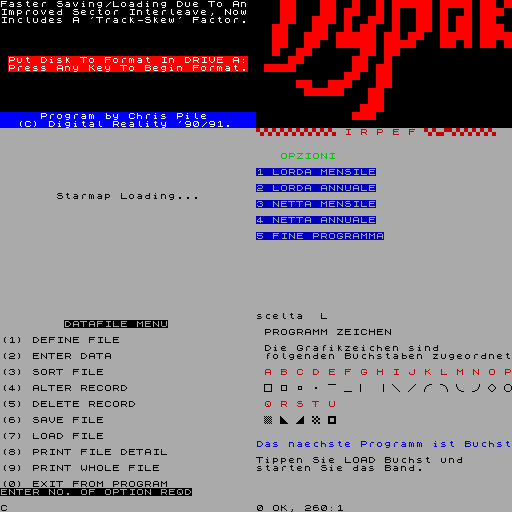 Faster Saving/Loading Due To An
Improved Sector Interleave, Now
Includes A 'Track-Skew' Factor.
Put Disk To Format In DRIVE A:
Press Any Key To Begin Format.
Program by Chris Pile
(C) Digital Reality '90/91.
IRPEF
OPZIONI
1 LORDA MENSILE
2 LORDA ANNUALE
3 NETTA MENSILE
4 NETTA ANNUALE
5 FINE PROGRAMMA
scelta L
Starmap Loading...
DATAFILE MENU
(1) DEFINE FILE
(2) ENTER DATA
(3) SORT FILE
(4) ALTER RECORD
(5) DELETE RECORD
(6) SAVE FILE
(7) LOAD FILE
(8) PRINT FILE DETAIL
(9) PRINT WHOLE FILE
(0) EXIT FROM PROGRAM
ENTER NO. OF OPTION REQD
C
PROGRAMM ZEICHEN
Die Grafikzeichen sind
folgenden Buchstaben zugeordnet
A B C D E F G H I J K L M N O P
Q R S T U
Das naechste Programm ist Buchst
Tippen Sie LOAD Buchst und
starten Sie das Band.
0 OK, 260:1